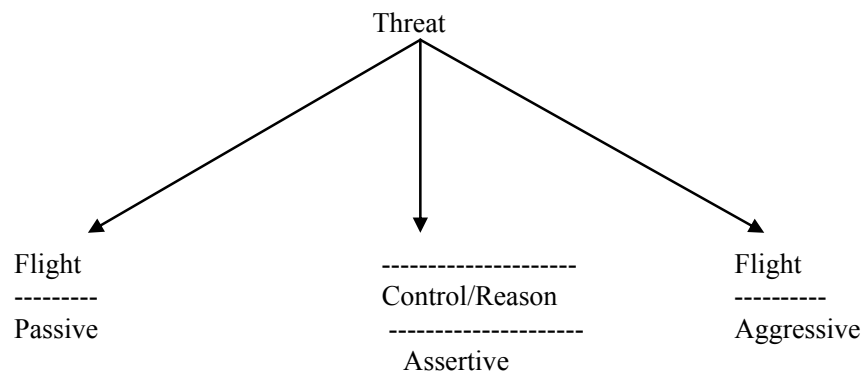 Threat
Flight
---------
Passive
---------------------
Control/Reason
---------------------
Assertive
Flight
----------
Aggressive